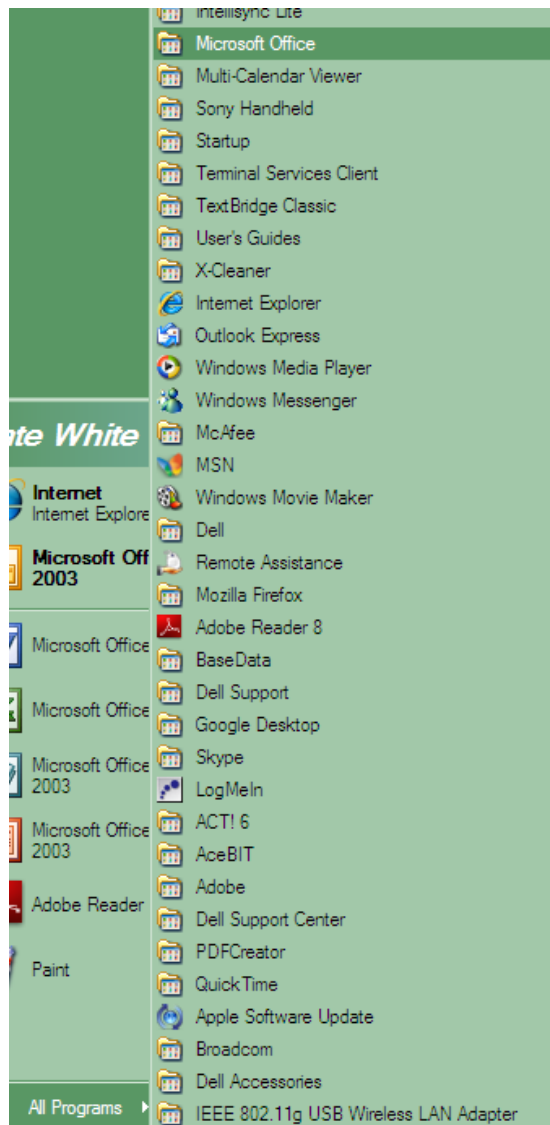 Intellisync Lite
Microsoft Office
Multi-Calendar Viewer
Sony Handheld
Startup
Terminal Services Client
TextBridge Classic
User's Guides
X-Cleaner
Internet Explorer
Outlook Express
Windows Media Player
Windows Messenger
McAfee
MSN
Windows Movie Maker
Dell
Remote Assistance
Mozilla Firefox
Adobe Reader 8
BaseData
Dell Support
Google Desktop
Skype
LogMeIn
ACT! 6
AceBIT
Adobe
Dell Support Center
PDFCreator
QuickTime
Apple Software Update
Broadcom
Dell Accessories
IEEE 802.11g USB Wireless LAN Adapter
te White
Internet
Internet Explore
Microsoft Off
2003
Microsoft Office
Microsoft Office
Microsoft Office
2003
Microsoft Office
2003
Adobe Reader
Paint
All Programs